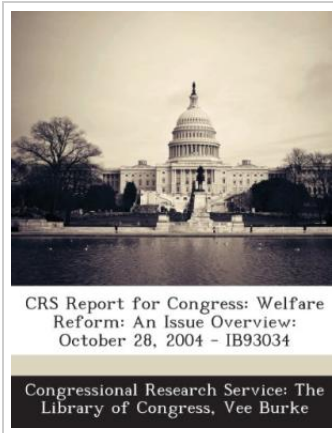 CRS Report for Congress: Welfare
Reform: An Issue Overview:
October 28, 2004 - IB93034
Congressional Research Service: The
Library of Congress, Vee Burke